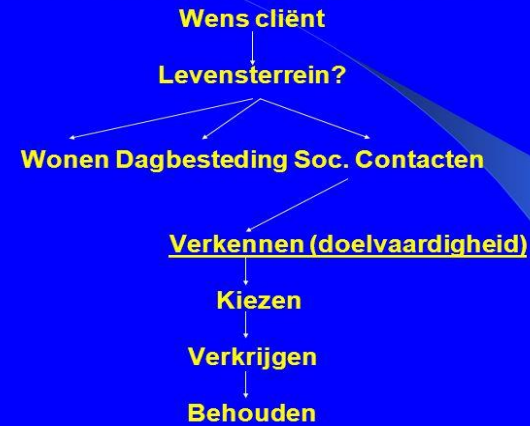 Wens cliënt
Levensterrein?
Wonen Dagbesteding Soc. Contacten
Verkennen (doelvaardigheid)
Kiezen
Verkrijgen
Behouden